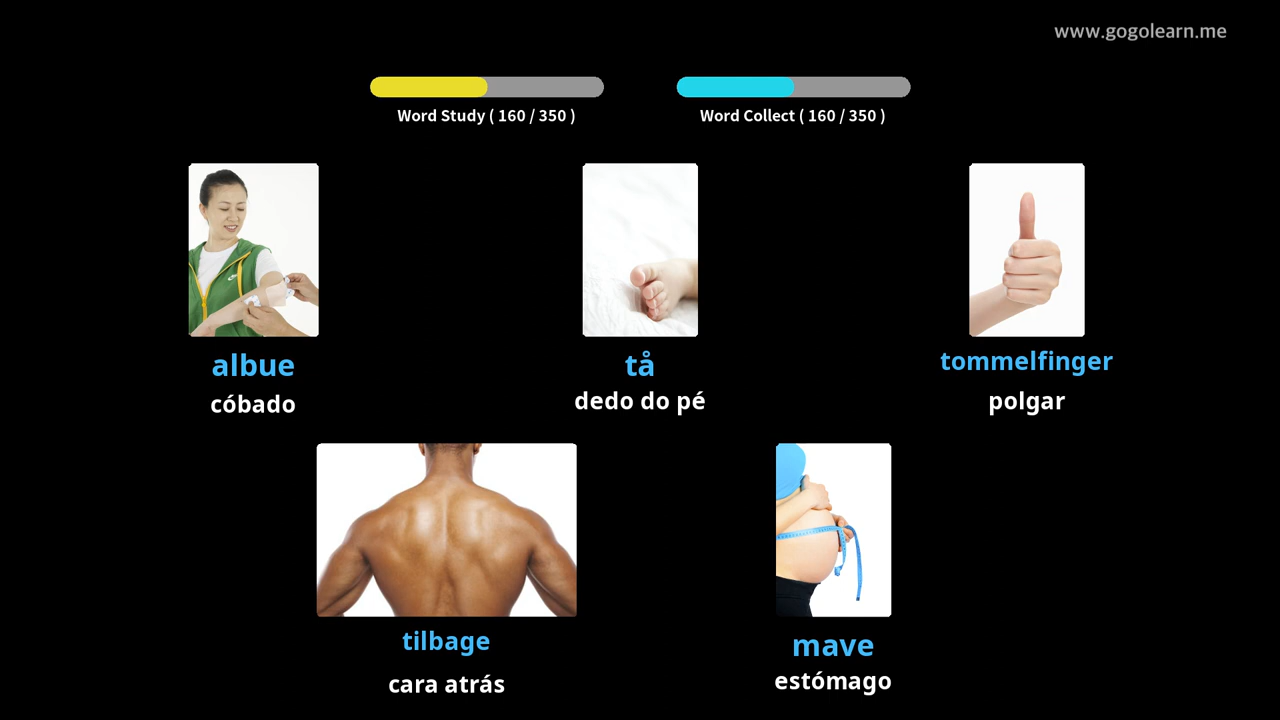 www.gogolearn.me
Word Study ( 160 / 350 )
Word Collect ( 160 / 350 )
albue
cóbado
tå
dedo do pé
tommelfinger
polgar
tilbage
cara atrás
mave
estómago